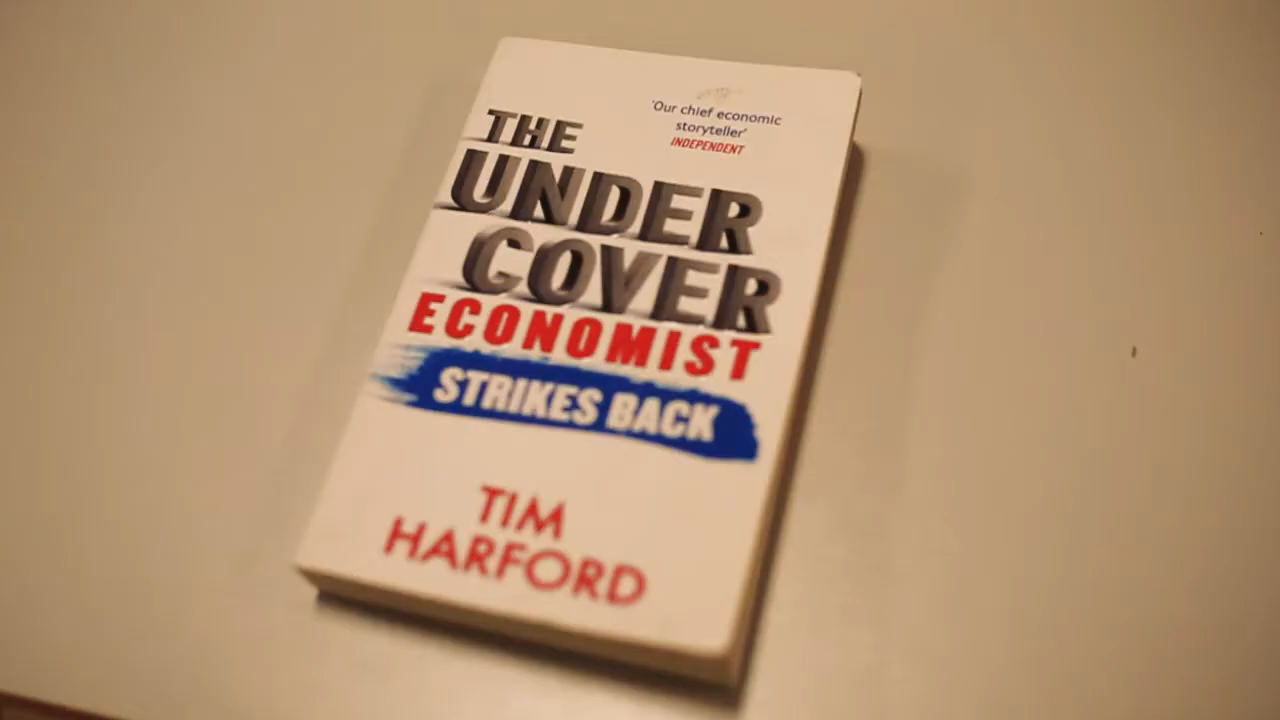 'Our chief economic
storyteller'
INDEPENDENT
THE
UNDER
COVER
ECONOMIST
STRIKES BACK
TIM
HARFORD